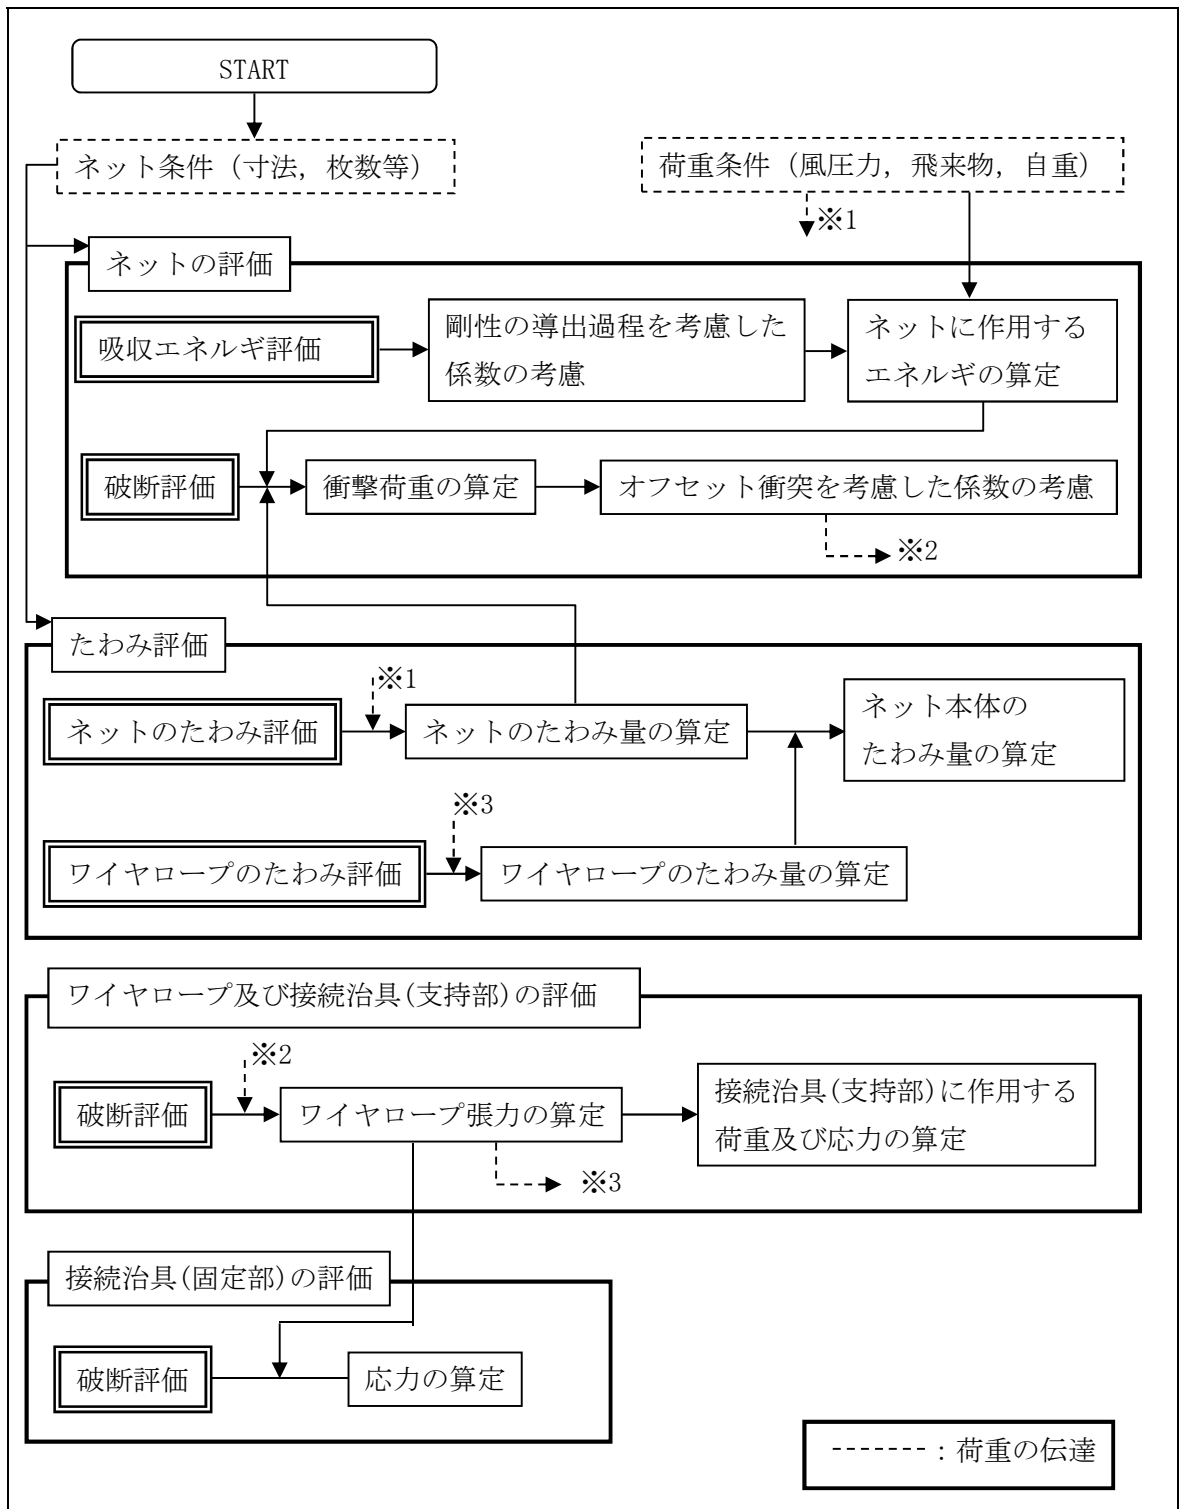 START
ネット条件（寸法，枚数等）
荷重条件（風圧力，飛来物，自重）
※1
ネットの評価
吸収エネルギ評価
剛性の導出過程を考慮した
係数の考慮
ネットに作用する
エネルギの算定
破断評価
衝撃荷重の算定
オフセット衝突を考慮した係数の考慮
※2
たわみ評価
※1
ネットのたわみ評価
ネットのたわみ量の算定
ネット本体の
たわみ量の算定
※3
ワイヤロープのたわみ評価
ワイヤロープのたわみ量の算定
ワイヤロープ及び接続治具(支持部)の評価
※2
破断評価
ワイヤロープ張力の算定
接続治具(支持部)に作用する
荷重及び応力の算定
※3
接続治具(固定部)の評価
破断評価
応力の算定
：荷重の伝達